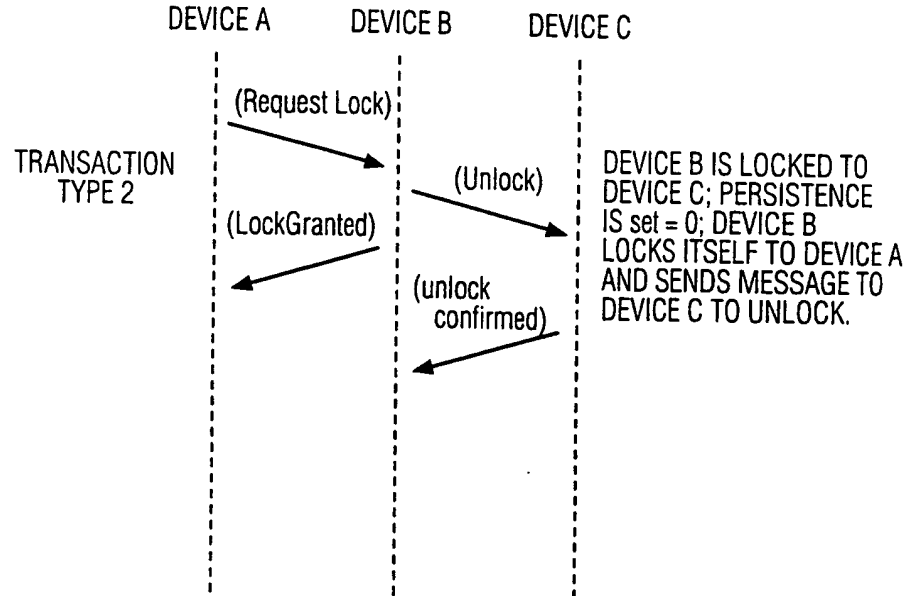 DEVICE A
DEVICE B
DEVICE C
(Request Lock)
TRANSACTION
TYPE 2
(Unlock)
(LockGranted)
(unlock
confirmed)
DEVICE B IS LOCKED TO
DEVICE C; PERSISTENCE
IS set = 0; DEVICE B
LOCKS ITSELF TO DEVICE A
AND SENDS MESSAGE TO
DEVICE C TO UNLOCK.